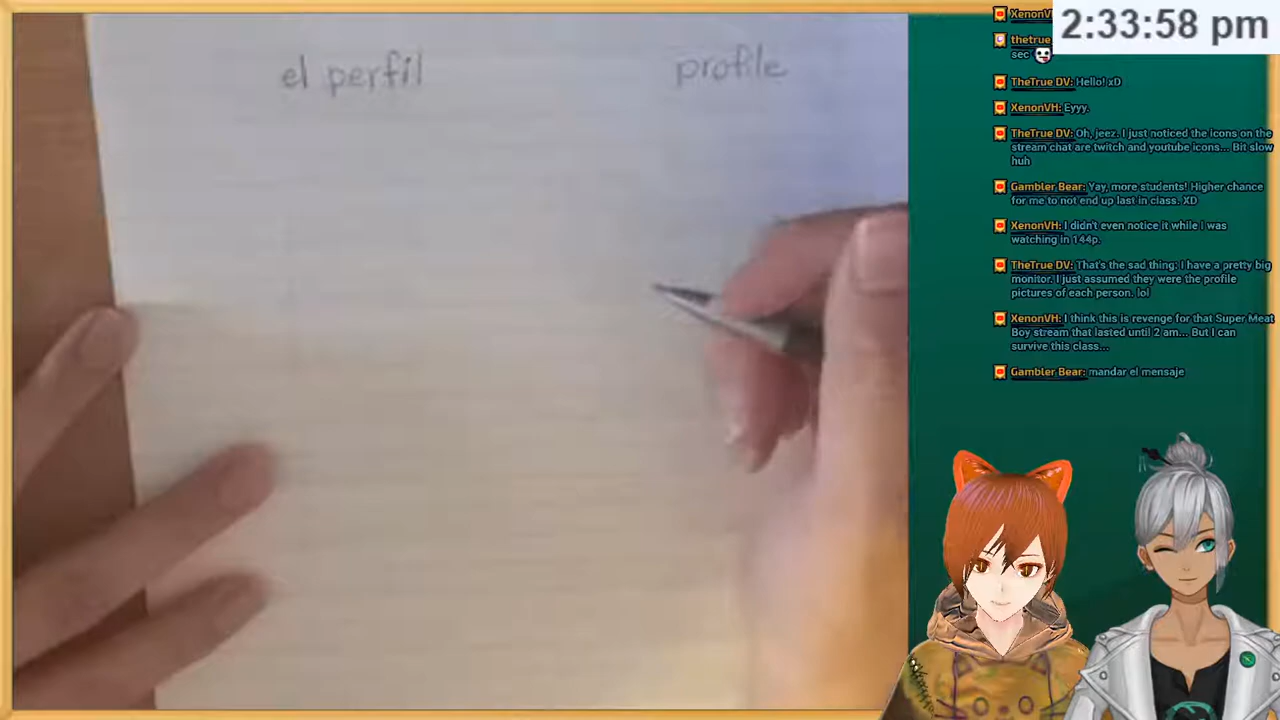 2:33:58 pm
el perfil
profile
XenonV
thetrue
sec
TheTrue DV: Hello! xD
XenonVH: Eyyy.
TheTrue DV: Oh, jeez. I just noticed the icons on the
stream chat are twitch and youtube icons... Bit slow
huh
Gambler Bear: Yay, more students! Higher chance
for me to not end up last in class. XD
XenonVH: I didn't even notice it while I was
watching in 144p.
TheTrue DV: That's the sad thing; I have a pretty big
monitor. I just assumed they were the profile
pictures of each person. lol
XenonVH: I think this is revenge for that Super Meat
Boy stream that lasted until 2 am... But I can
survive this class...
Gambler Bear: mandar el mensaje